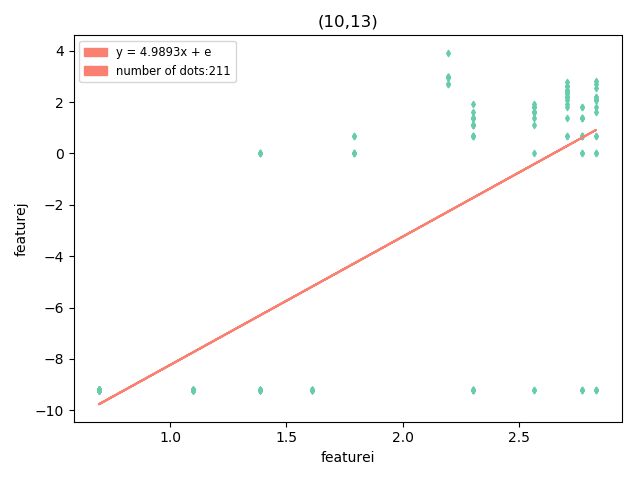 (10,13)
y = 4.9893x + e
number of dots:211
4
2
0
−2
−4
−6
−8
−10
featurej
1.0 1.5 2.0 2.5
featurei